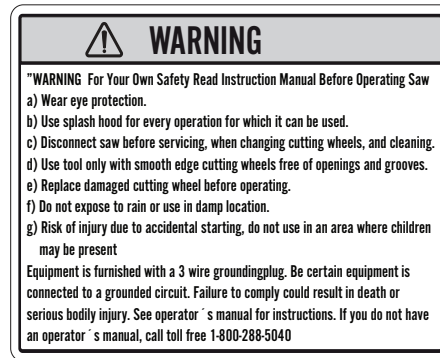 WARNING
"WARNING For Your Own Safety Read Instruction Manual Before Operating Saw
a) Wear eye protection.
b) Use splash hood for every operation for which it can be used.
c) Disconnect saw before servicing, when changing cutting wheels, and cleaning.
d) Use tool only with smooth edge cutting wheels free of openings and grooves.
e) Replace damaged cutting wheel before operating.
f) Do not expose to rain or use in damp location.
g) Risk of injury due to accidental starting, do not use in an area where children
may be present
Equipment is furnished with a 3 wire groundingplug. Be certain equipment is
connected to a grounded circuit. Failure to comply could result in death or
serious bodily injury. See operator´s manual for instructions. If you do not have
an operator´s manual, call toll free 1-800-288-5040